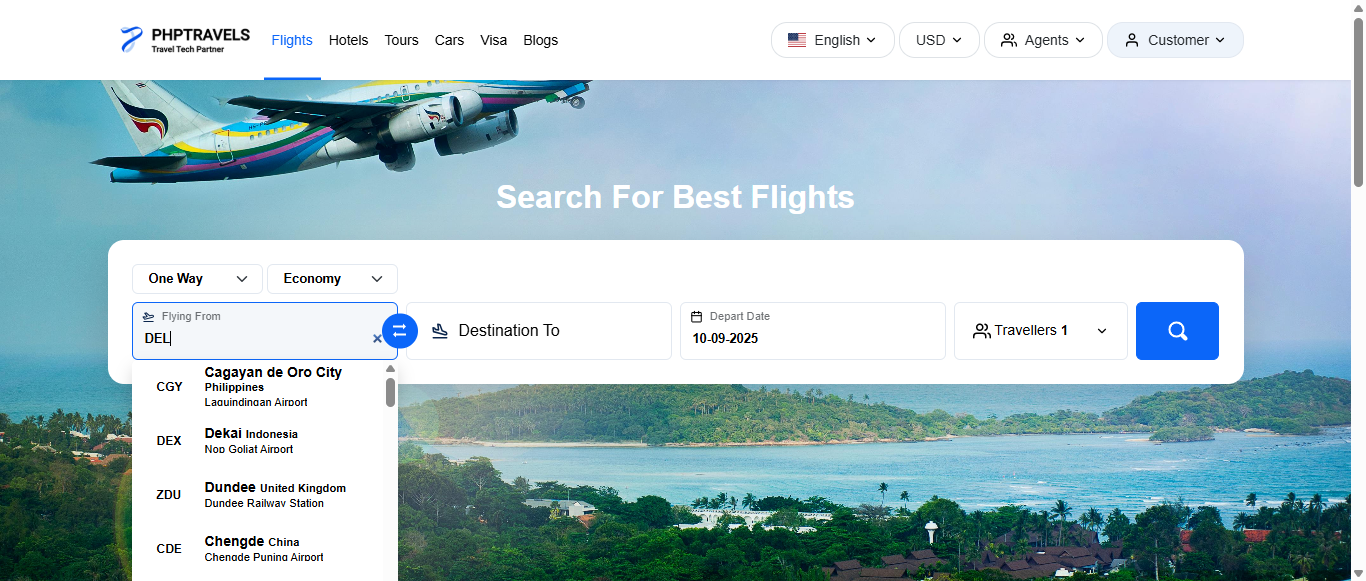 PHPTRAVELS
Travel Tech Partner
Flights Hotels Tours Cars Visa Blogs
English USD Agents Customer
Search For Best Flights
One Way Economy
Flying From
DEL
Destination To
Depart Date
10-09-2025
Travellers 1
CGY
Cagayan de Oro City
Philippines
Laguindingan Airport
DEX
Dekai Indonesia
Nop Goliat Airport
ZDU
Dundee United Kingdom
Dundee Railway Station
CDE
Chengde China
Chengde Puning Airport